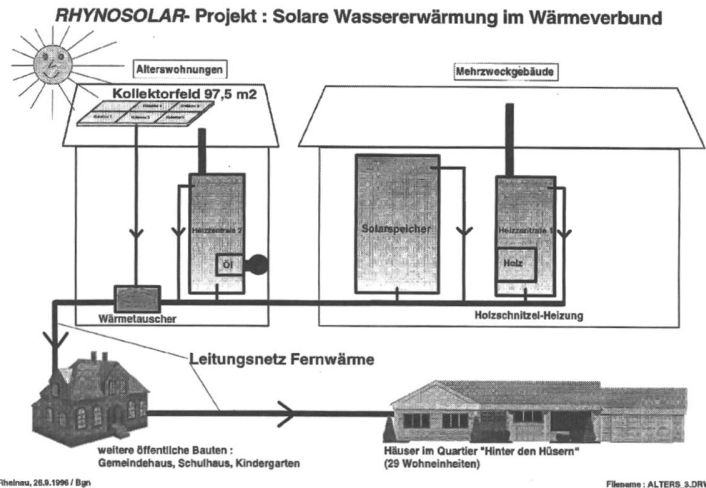 RHYNOSOLAR- Projekt : Solare Wassererwärmung im Wärmeverbund
Alterswohnungen
Mehrzweckgebäude
Kollektorfeld 97,5 m2
Heizzentrale 2
Öl
Solarspeicher
Heizzentrale 1
Holz
Wärmetauscher
Holzschnitzel-Heizung
Leitungsnetz Fernwärme
weitere öffentliche Bauten :
Gemeindehaus, Schulhaus, Kindergarten
Häuser im Quartier "Hinter den Hüsern"
(29 Wohneinheiten)
Rheinau, 26.9.1996 / Bgn
Filename : ALTERS_3.DRW